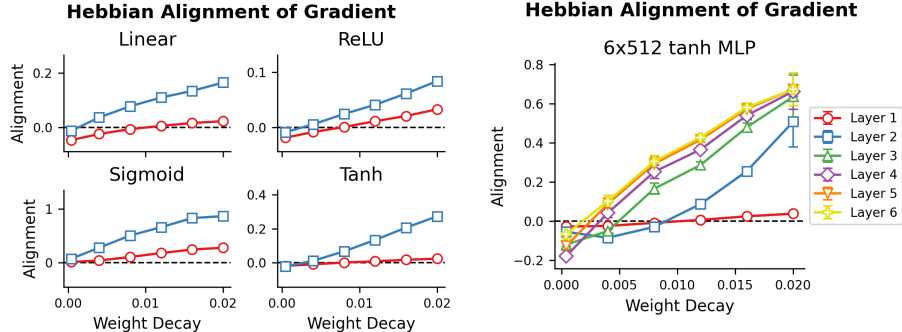 Hebbian Alignment of Gradient
Linear
ReLU
Alignment
0.2
0.0
0.1
0.0
Sigmoid
Tanh
Alignment
1
0
0.4
0.2
0.0
0.00
0.01
0.02
0.00
0.01
0.02
Weight Decay
Weight Decay
Hebbian Alignment of Gradient
6x512 tanh MLP
Alignment
0.8
0.6
0.4
0.2
0.0
−0.2
0.000
0.005
0.010
0.015
0.020
Weight Decay
Layer 1
Layer 2
Layer 3
Layer 4
Layer 5
Layer 6